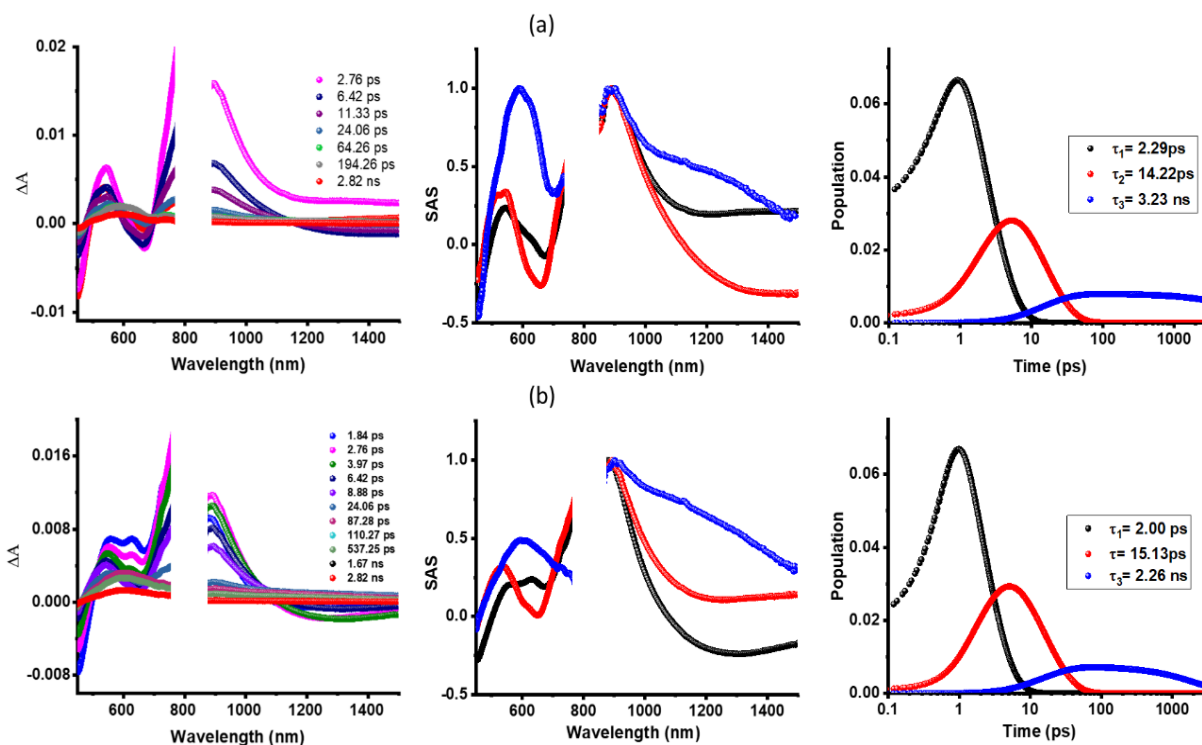 (a)
ΔA
0.02
0.01
0.00
-0.01
600
800
1000
1200
1400
Wavelength (nm)
2.76 ps
6.42 ps
11.33 ps
24.06 ps
64.26 ps
194.26 ps
2.82 ns
SAS
1.0
0.5
0.0
-0.5
600
800
1000
1200
1400
Wavelength (nm)
Population
0.06
0.04
0.02
0.00
0.1
1
10
100
1000
Time (ps)
τ1= 2.29ps
τ2= 14.22ps
τ3= 3.23 ns
(b)
ΔA
0.016
0.008
0.000
-0.008
600
800
1000
1200
1400
Wavelength (nm)
1.84 ps
2.76 ps
3.97 ps
6.42 ps
8.88 ps
24.06 ps
87.28 ps
110.27 ps
537.25 ps
1.67 ns
2.82 ns
SAS
1.0
0.5
0.0
-0.5
600
800
1000
1200
1400
Wavelength (nm)
Population
0.06
0.04
0.02
0.00
0.1
1
10
100
1000
Time (ps)
τ1= 2.00 ps
τ= 15.13ps
τ3= 2.26 ns